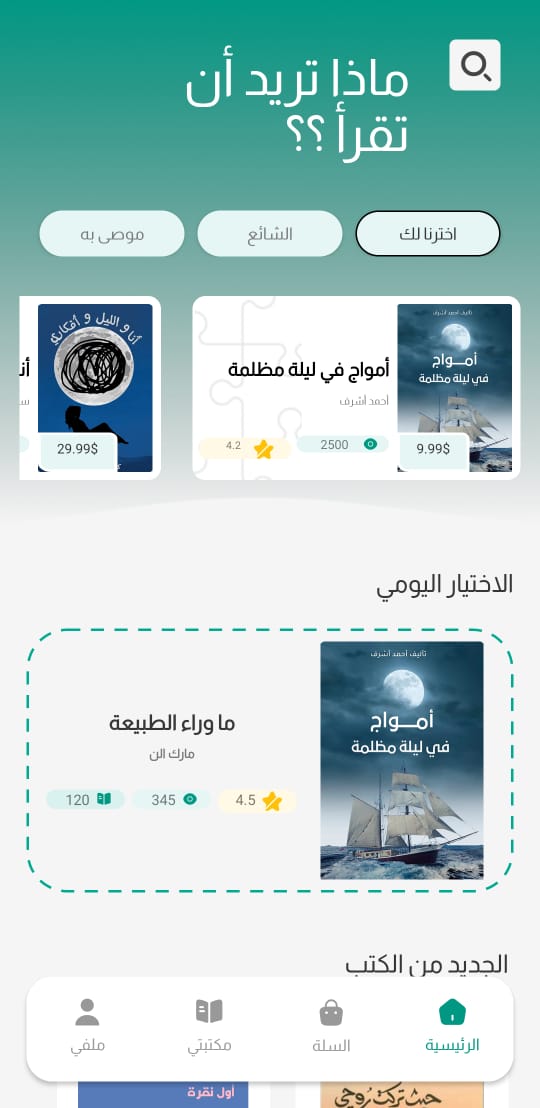 ماذا تريد أن
تقرأ ؟؟
اخترنا لك
الشائع
موصى به
تأليف أحمد أشرف
أمــواج
في ليلة مظلمة
9.99$
أمواج في ليلة مظلمة
أحمد أشرف
2500
4.2
أنا و الليل و أفكاري
29.99$
الاختيار اليومي
تأليف أحمد أشرف
أمــواج
في ليلة مظلمة
ما وراء الطبيعة
مارك الن
4.5
345
120
الجديد من الكتب
الرئيسية
السلة
مكتبتي
ملفي
حيث تركت روحي
أول نقرة